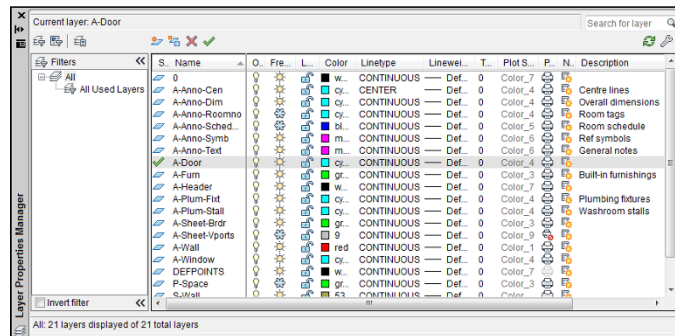 Current layer: A-Door
Search for layer
Filters
S.. Name O.. Fre... L... Color Linetype Linewei... T... Plot S... P... N.. Description
All
All Used Layers
0 w... CONTINUOUS Def... 0 Color_7
A-Anno-Cen cy... CENTER Def... 0 Color_4 Centre lines
A-Anno-Dim cy... CONTINUOUS Def... 0 Color_4 Overall dimensions
A-Anno-Roomno cy... CONTINUOUS Def... 0 Color_4 Room tags
A-Anno-Sched... bl... CONTINUOUS Def... 0 Color_5 Room schedule
A-Anno-Symb m... CONTINUOUS Def... 0 Color_6 Ref symbols
A-Anno-Text m... CONTINUOUS Def... 0 Color_6 General notes
A-Door cy... CONTINUOUS Def... 0 Color_4
A-Furn gr... CONTINUOUS Def... 0 Color_3 Built-in furnishings
A-Header w... CONTINUOUS Def... 0 Color_7
A-Plum-Fixt cy... CONTINUOUS Def... 0 Color_4 Plumbing fixtures
A-Plum-Stall cy... CONTINUOUS Def... 0 Color_4 Washroom stalls
A-Sheet-Brdr gr... CONTINUOUS Def... 0 Color_3
A-Sheet-Vports 9 CONTINUOUS Def... 0 Color_9
A-Wall red CONTINUOUS Def... 0 Color_1
A-Window cy... CONTINUOUS Def... 0 Color_4
DEFPOINTS w... CONTINUOUS Def... 0 Color_7
P-Space gr... CONTINUOUS Def... 0 Color_3
S-Wall 53 CONTINUOUS Def... 0 Color
Invert filter
All: 21 layers displayed of 21 total layers
Layer Properties Manager